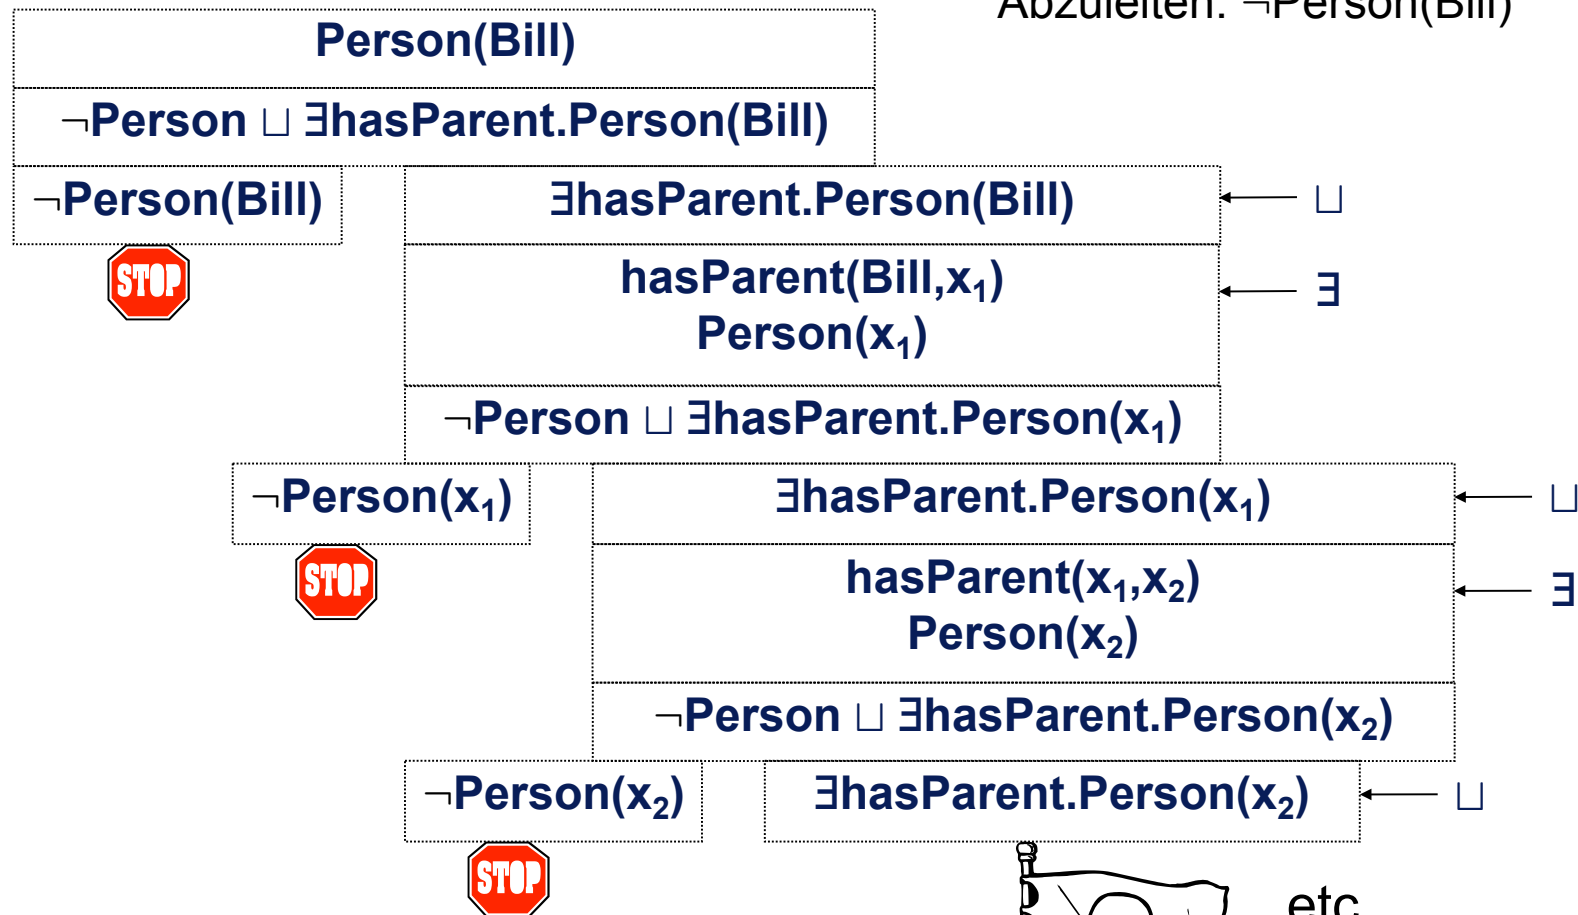 Abzuleiten: ¬Person(Bill)
Person(Bill)
¬Person ⊔ ∃hasParent.Person(Bill)
¬Person(Bill)
∃hasParent.Person(Bill)
⊔
STOP
hasParent(Bill,x₁)
Person(x₁)
∃
¬Person ⊔ ∃hasParent.Person(x₁)
¬Person(x₁)
∃hasParent.Person(x₁)
⊔
STOP
hasParent(x₁,x₂)
Person(x₂)
∃
¬Person ⊔ ∃hasParent.Person(x₂)
¬Person(x₂)
∃hasParent.Person(x₂)
⊔
STOP
etc